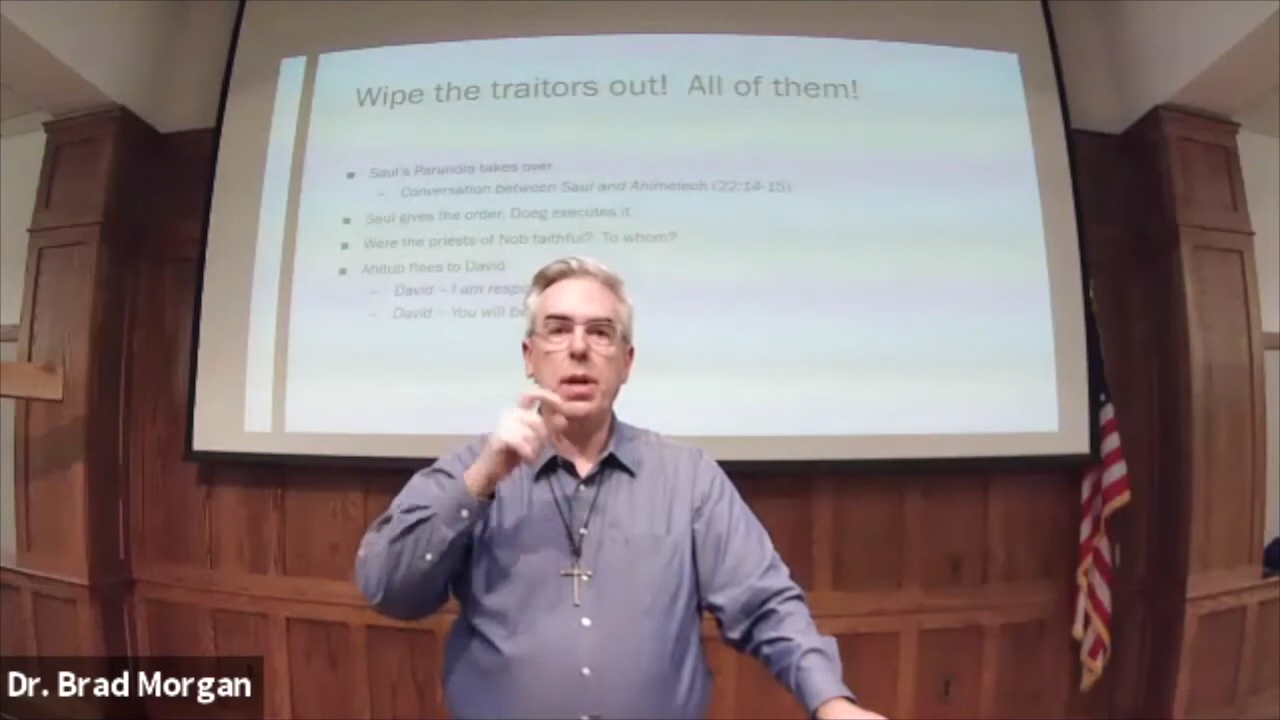 Wipe the traitors out! All of them!
Saul's Paranoia takes over
– Conversation between Saul and Ahimelech (22:14-15)
Saul gives the order, Doeg executes it
Were the priests of Nob faithful? To whom?
Ahitub flees to David
– David – I am respo
– David – You will be
Dr. Brad Morgan